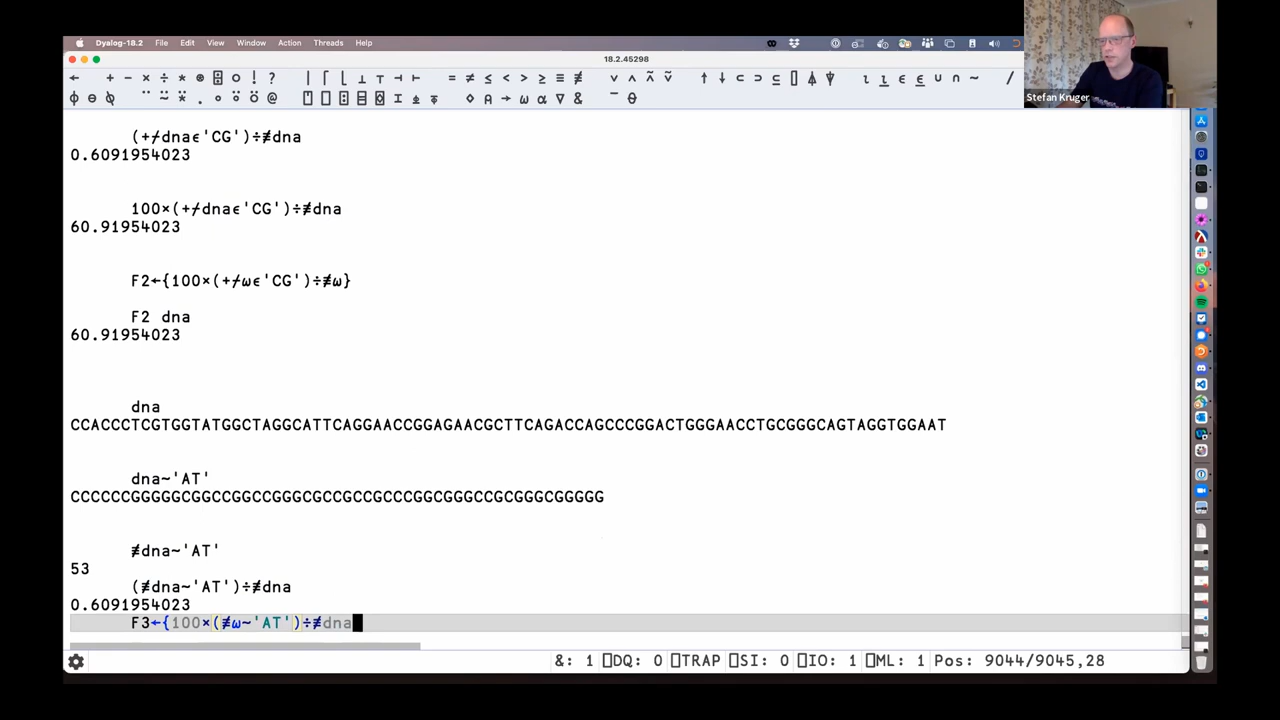 Dyalog-18.2 File Edit View Window Action Threads Help
18.2.45298
← + - × ÷ * ⍟ ⌹ ○ ! ? | ⌈ ⌊ ⊥ ⊤ ⊣ ⊢ = ≠ ≤ < > ≥ ≡ ≢ ∨ ∧ ⍱ ⍲ ↑ ↓ ⊂ ⊃ ⊆ ⌷ ⍋ ⍒ ⍳ ⍸ ∊ ⍷ ∪ ∩ ~ /
Stefan Kruger
(+⌿dna∊'CG')÷≢dna
0.6091954023
100×(+⌿dna∊'CG')÷≢dna
60.91954023
F2←{100×(+⌿⍵∊'CG')÷≢⍵}
F2 dna
60.91954023
dna
CCACCCTCGTGGTATGGCTAGGCATTCAGGAACCGGAGAACGCTTCAGACCAGCCCGGACTGGGAACCTGCGGGCAGTAGGTGGAAT
dna~'AT'
CCCCCCGGGGGCGGCCGGCCGGGCGCCGCCGCCCGGCGGGCCGCGGGCGGGGG
≢dna~'AT'
53
(≢dna~'AT')÷≢dna
0.6091954023
F3←{100×(≢⍵~'AT')÷≢dna
&: 1 ⎕DQ: 0 ⎕TRAP ⎕SI: 0 ⎕IO: 1 ⎕ML: 1 Pos: 9044/9045,28